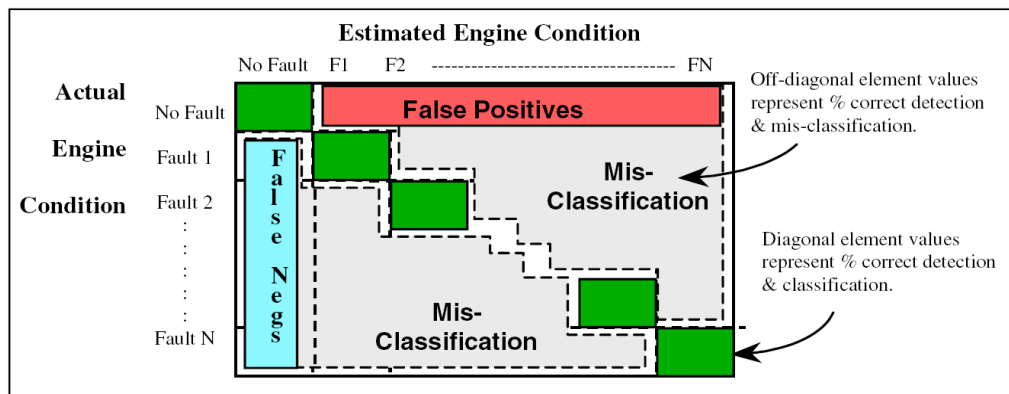 Estimated Engine Condition
No Fault F1 F2 ------------------------------------ FN
Actual
Engine
Condition
No Fault
Fault 1
Fault 2
:
:
:
Fault N
False Positives
False Negs
Mis-
Classification
Mis-
Classification
Off-diagonal element values
represent % correct detection
& mis-classification.
Diagonal element values
represent % correct detection
& classification.